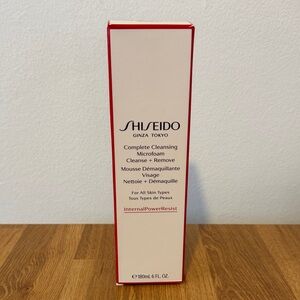 SHISEIDO
GINZA TOKYO
Complete Cleansing
Microfoam
Cleanse + Remove
Mousse Démaquillante
Visage
Nettoie + Démaquille
For All Skin Types
Tous Types de Peaux
InternalPowerResist
℮ 180mL 6 FL. OZ.